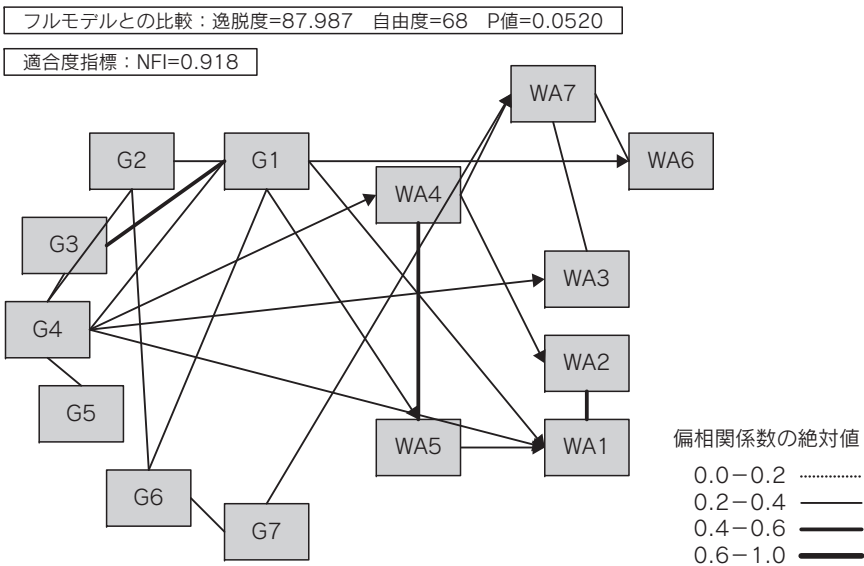 フルモデルとの比較：逸脱度=87.987　自由度=68　P値=0.0520
適合度指標：NFI=0.918
WA7
G2
G1
WA6
WA4
G3
WA3
G4
WA2
G5
WA5
WA1
G6
G7
偏相関係数の絶対値
0.0－0.2
0.2－0.4
0.4－0.6
0.6－1.0